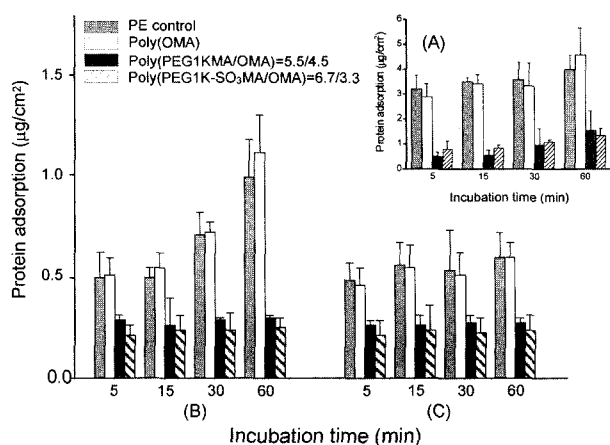 PE control
Poly(OMA)
Poly(PEG1KMA/OMA)=5.5/4.5
Poly(PEG1K-SO₃MA/OMA)=6.7/3.3
(A)
Protein adsorption (μg/cm²)
6
5
4
3
2
1
0
5 15 30 60
Incubation time (min)
Protein adsorption (μg/cm²)
1.5
1.0
0.5
0.0
5 15 30 60 5 15 30 60
(B) (C)
Incubation time (min)